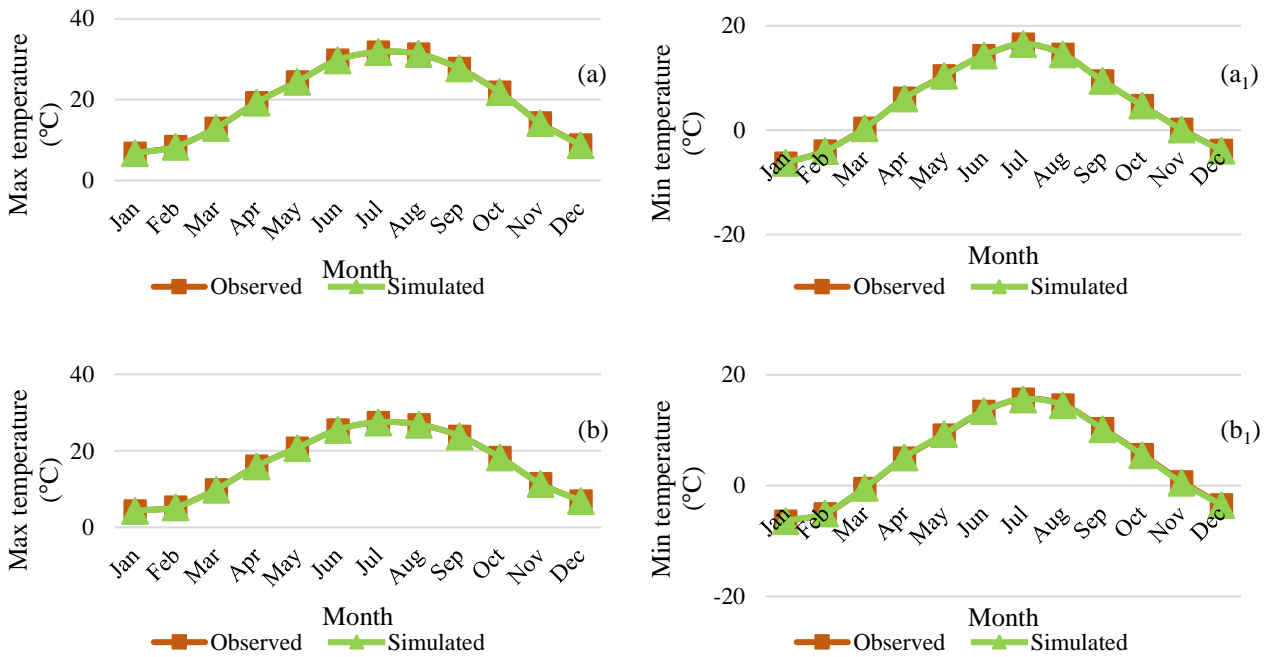 Max temperature
(°C)
40
20
0
Jan Feb Mar Apr May Jun Jul Aug Sep Oct Nov Dec
(a)
Month
Observed Simulated
Min temperature
(°C)
20
0
-20
Jan Feb Mar Apr May Jun Jul Aug Sep Oct Nov Dec
(a₁)
Month
Observed Simulated
Max temperature
(°C)
40
20
0
Jan Feb Mar Apr May Jun Jul Aug Sep Oct Nov Dec
(b)
Month
Observed Simulated
Min temperature
(°C)
20
0
-20
Jan Feb Mar Apr May Jun Jul Aug Sep Oct Nov Dec
(b₁)
Month
Observed Simulated